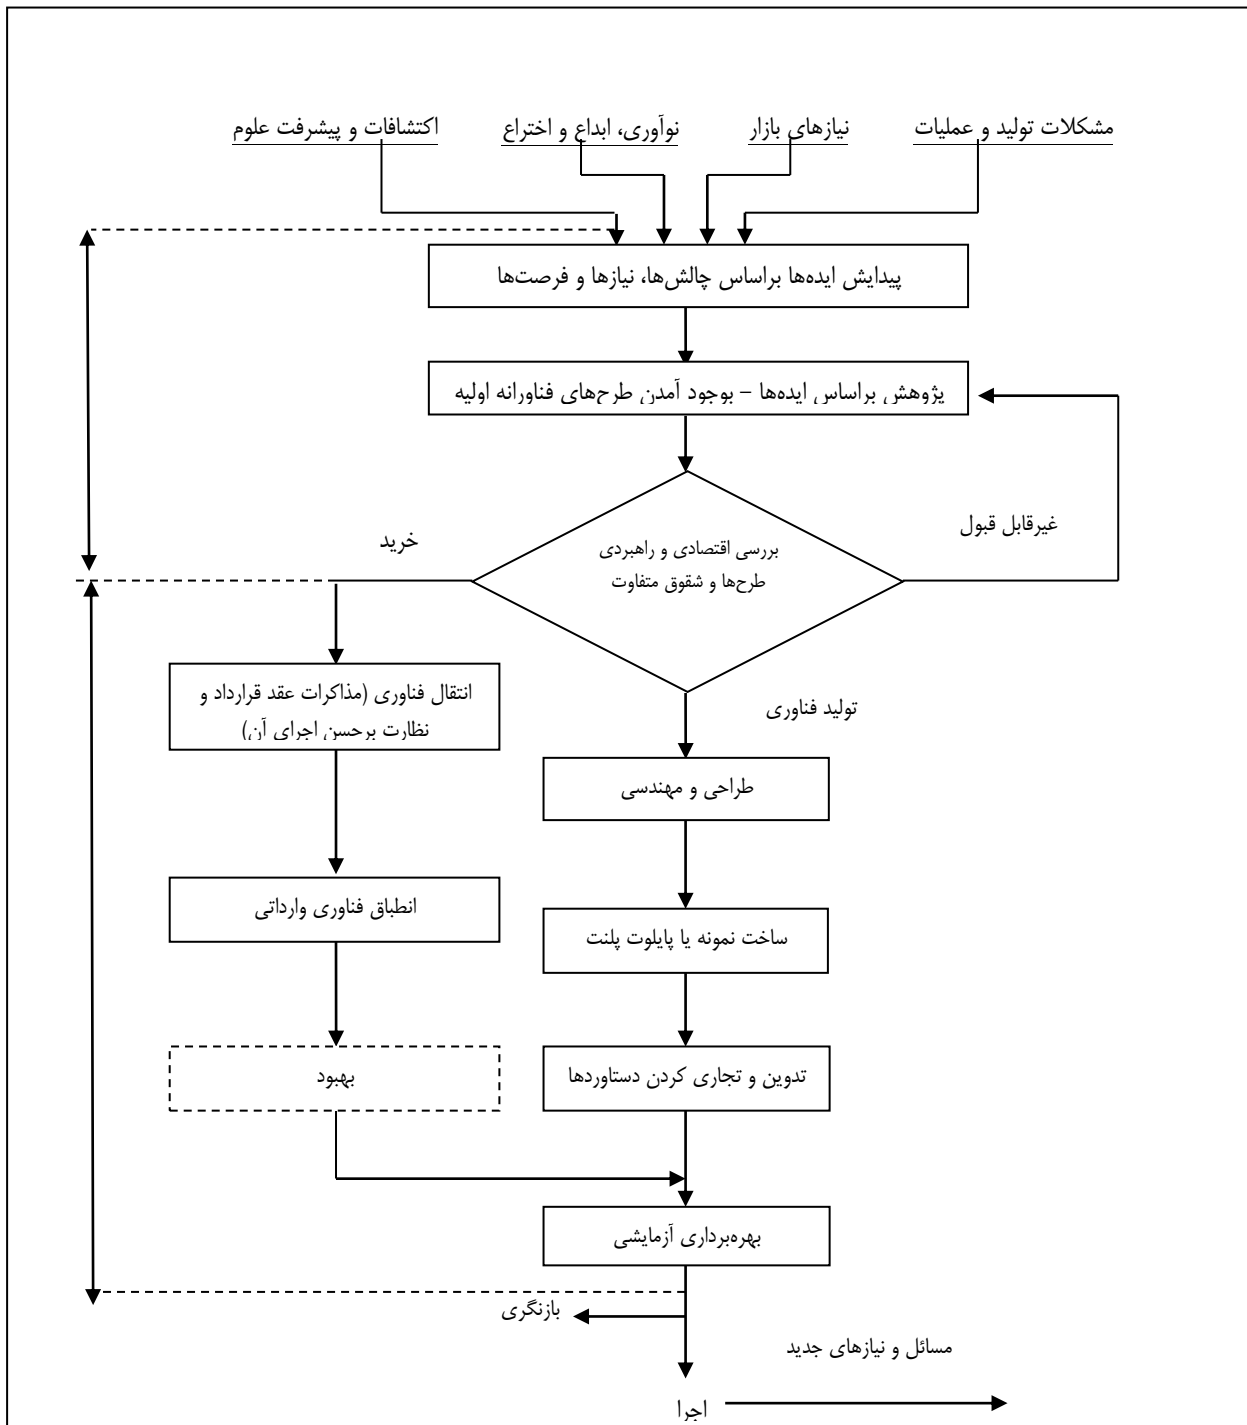 مشکلات تولید و عملیات
نیازهای بازار
نوآوری، ابداع و اختراع
اکتشافات و پیشرفت علوم
پیدایش ایده‌ها براساس چالش‌ها، نیازها و فرصت‌ها
پژوهش براساس ایده‌ها – بوجود آمدن طرح‌های فناورانه اولیه
غیرقابل قبول
خرید
بررسی اقتصادی و راهبردی
طرح‌ها و شقوق متفاوت
انتقال فناوری (مذاکرات عقد قرارداد و
نظارت برحسن اجرای آن)
تولید فناوری
طراحی و مهندسی
انطباق فناوری وارداتی
ساخت نمونه یا پایلوت پلنت
تدوین و تجاری کردن دستاوردها
بهبود
بهره‌برداری آزمایشی
بازنگری
مسائل و نیازهای جدید
اجرا